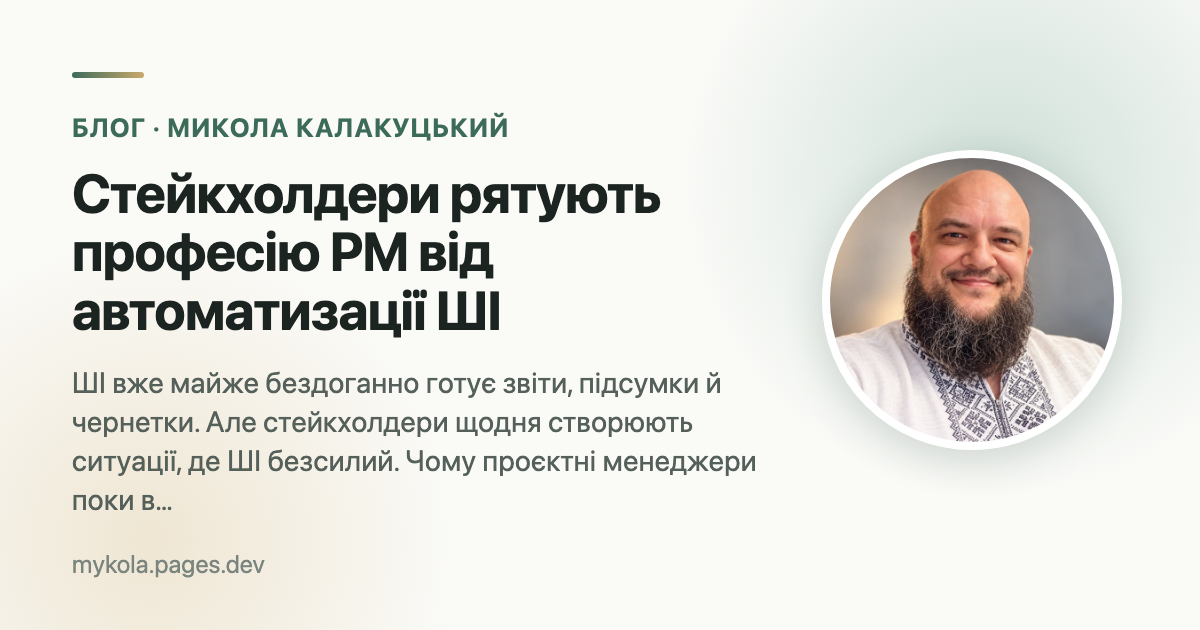 БЛОГ · МИКОЛА КАЛАКУЦЬКИЙ
Стейкхолдери рятують
професію PM від
автоматизації ШІ
ШІ вже майже бездоганно готує звіти, підсумки й
чернетки. Але стейкхолдери щодня створюють
ситуації, де ШІ безсилий. Чому проєктні менеджери
поки в…
mykola.pages.dev